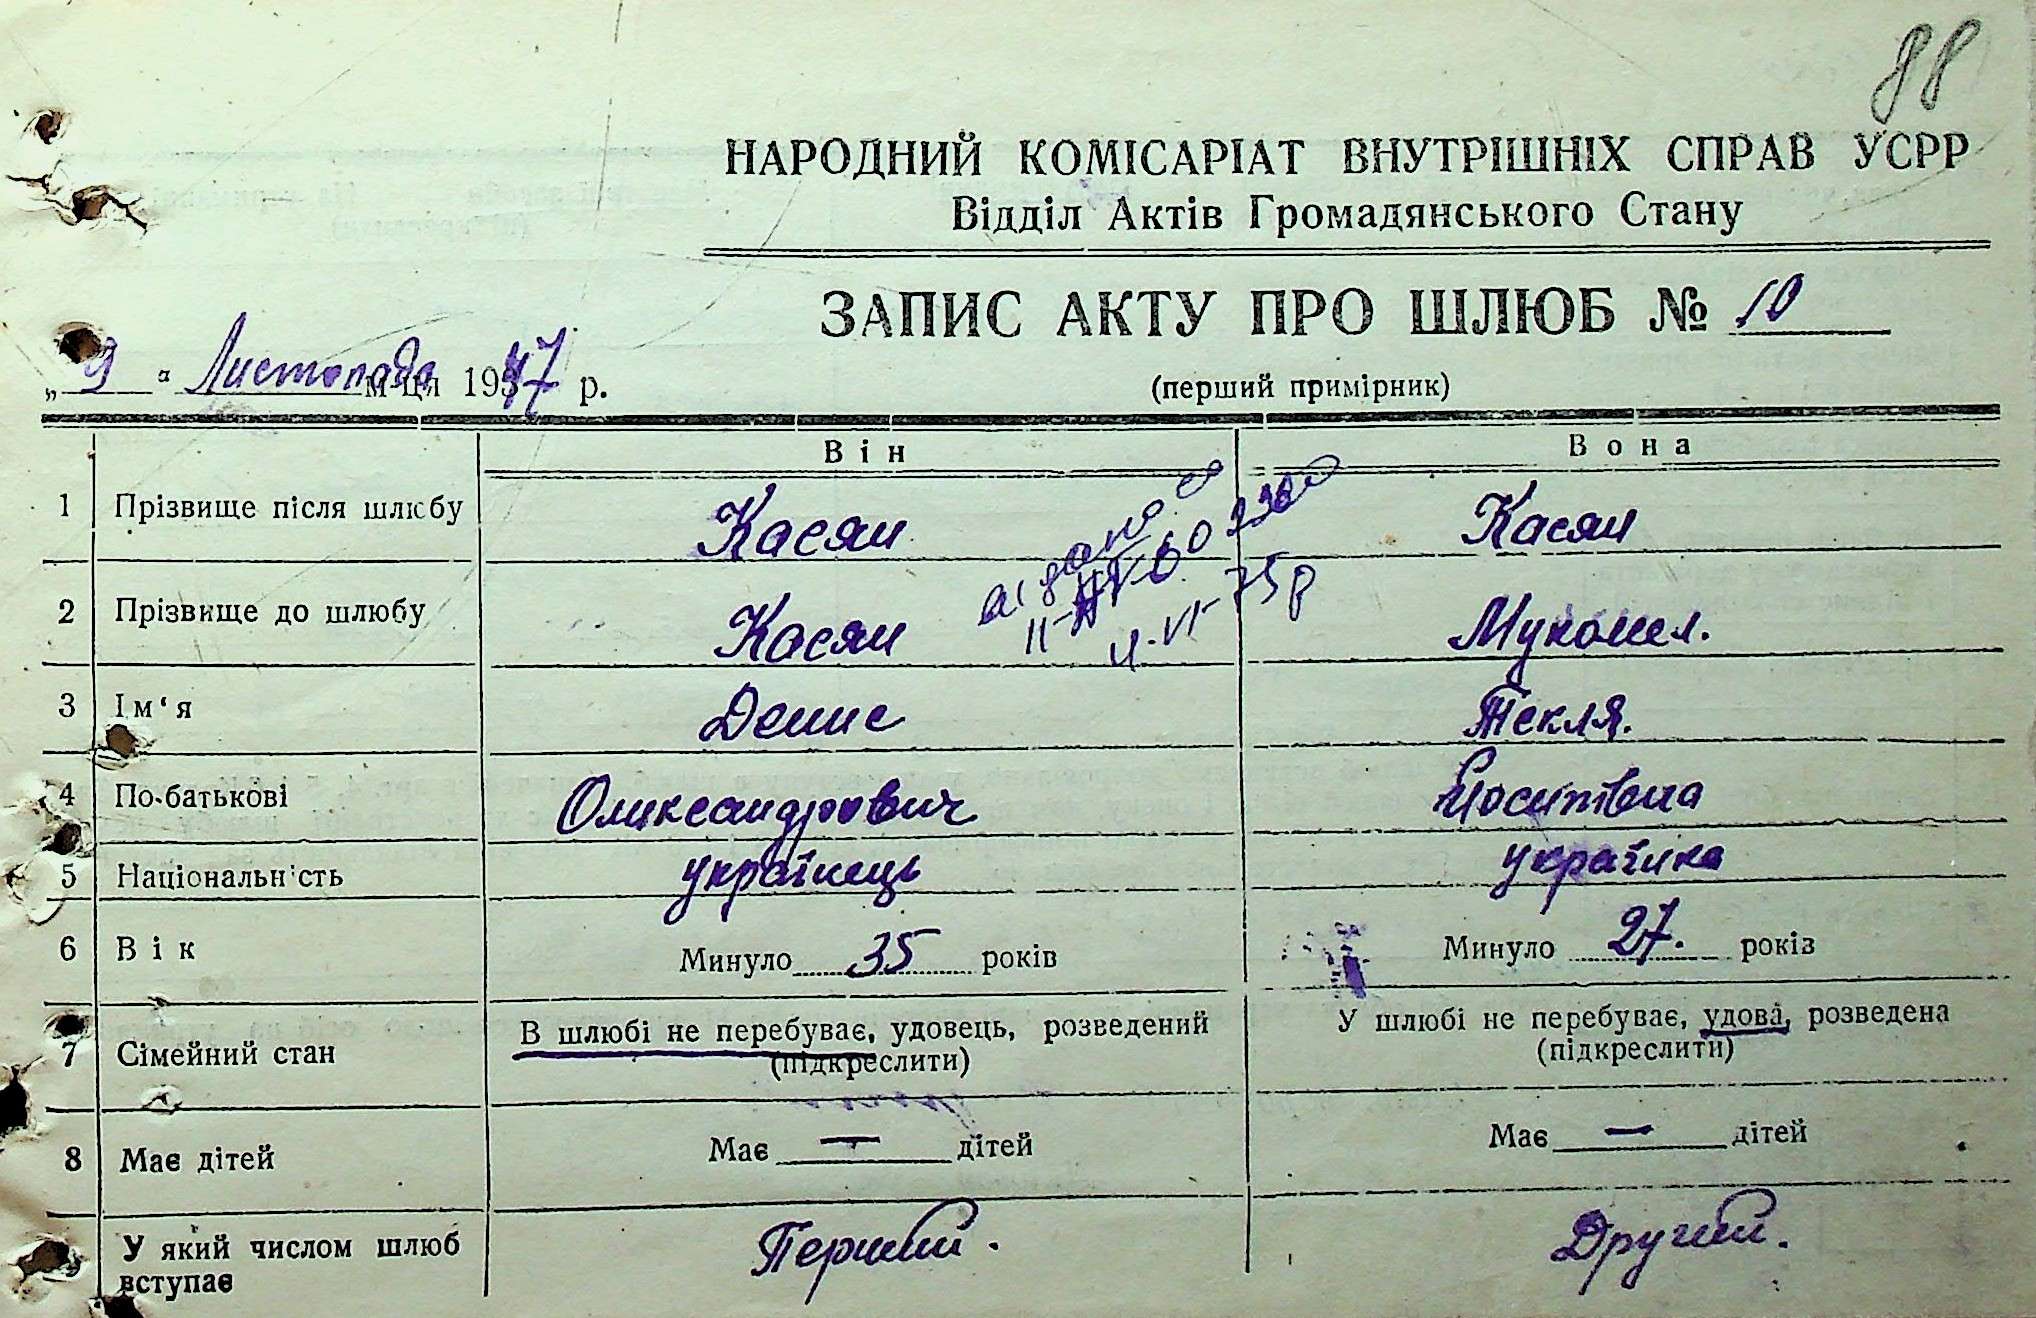 88
НАРОДНИЙ КОМІСАРІАТ ВНУТРІШНІХ СПРАВ УСРР
Відділ Актів Громадянського Стану
ЗАПИС АКТУ ПРО ШЛЮБ № 10
„ 9 " Листопада м-ця 1947 р.
(перший примірник)
Він Вона
1 Прізвище після шлюбу Касян Касян
2 Прізвище до шлюбу Касян Мукомел.
3 Ім'я Денис Текля.
4 По-батькові Олександрович Йосипівна
5 Національність українець українка
6 Вік Минуло 35 років Минуло 27. років
7 Сімейний стан В шлюбі не перебуває, удовець, розведений У шлюбі не перебуває, удова, розведена
(підкреслити) (підкреслити)
8 Має дітей Має — дітей Має — дітей
9 У який числом шлюб вступає Перший. Другий.